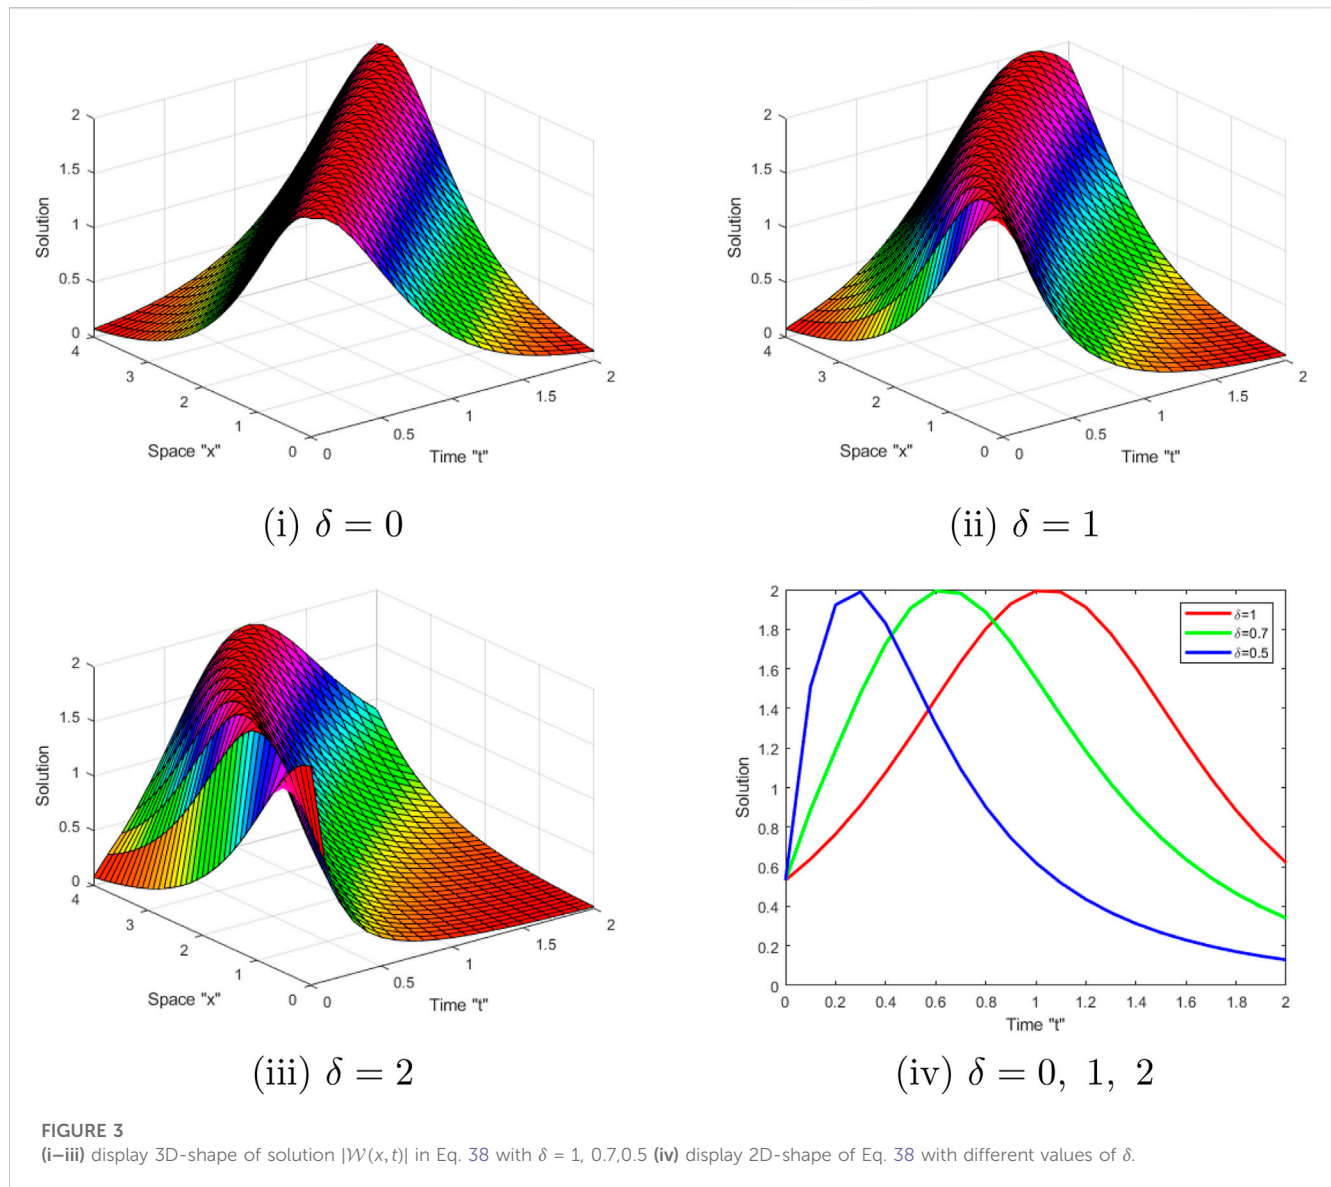 2
1.5
1
0.5
0
Solution
4
3
2
1
0
Space "x"
0
0.5
1
1.5
2
Time "t"
(i) δ = 0
2
1.5
1
0.5
0
Solution
4
3
2
1
0
Space "x"
0
0.5
1
1.5
2
Time "t"
(ii) δ = 1
2
1.5
1
0.5
0
Solution
4
3
2
1
0
Space "x"
0
0.5
1
1.5
2
Time "t"
(iii) δ = 2
2
1.8
1.6
1.4
1.2
1
0.8
0.6
0.4
0.2
0
Solution
δ=1
δ=0.7
δ=0.5
0 0.2 0.4 0.6 0.8 1 1.2 1.4 1.6 1.8 2
Time "t"
(iv) δ = 0, 1, 2
FIGURE 3
(i–iii) display 3D-shape of solution |𝒲(x, t)| in Eq. 38 with δ = 1, 0.7,0.5 (iv) display 2D-shape of Eq. 38 with different values of δ.